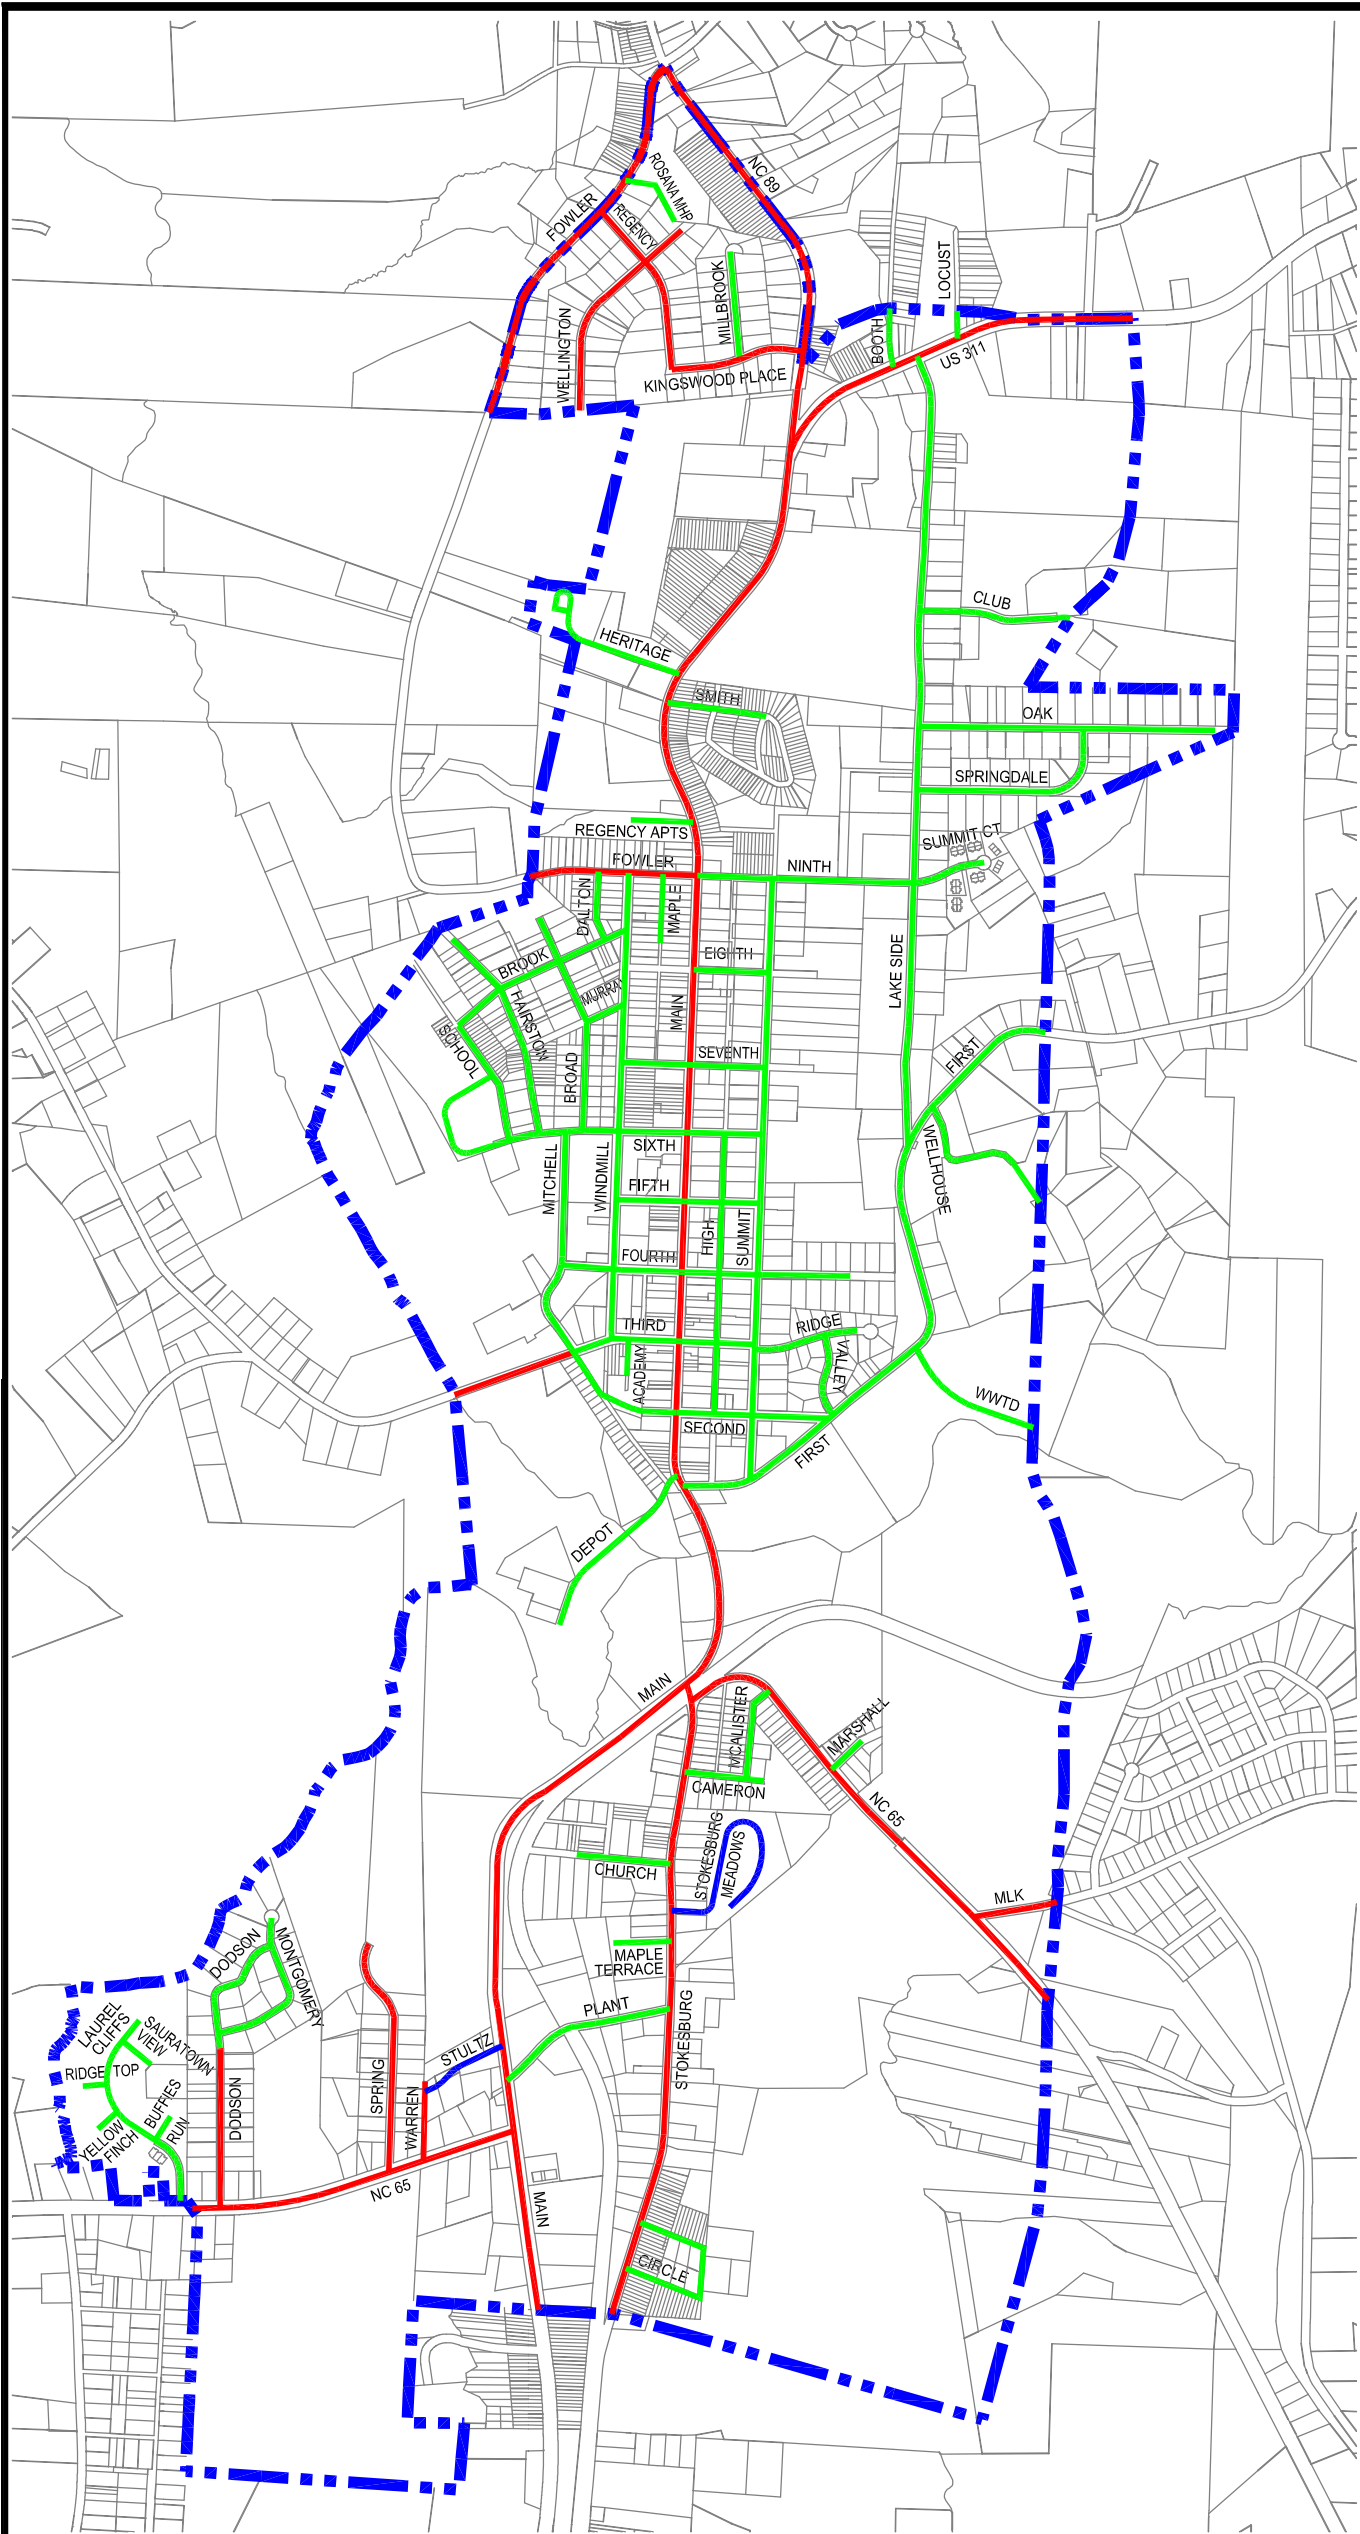 NC 89
ROSANA MHP
FOWLER
REGENCY
LOCUST
MILLBROOK
WELLINGTON
BOOTH
US 311
KINGSWOOD PLACE
CLUB
HERITAGE
SMITH
OAK
SPRINGDALE
REGENCY APTS
SUMMIT CT
FOWLER
NINTH
DALTON
MAPLE
EIGHTH
BROOK
LAKE SIDE
MURRAY
MAIN
HAIRSTON
SCHOOL
SEVENTH
FIRST
BROAD
SIXTH
WELLHOUSE
MITCHELL
WINDMILL
FIFTH
HIGH
SUMMIT
FOURTH
THIRD
RIDGE
ACADEMY
VALLEY
WWTD
SECOND
FIRST
DEPOT
MAIN
MCALISTER
MARSHALL
CAMERON
NC 65
STOKESBURG
MEADOWS
CHURCH
MLK
DODSON
MONTGOMERY
MAPLE
TERRACE
PLANT
STOKESBURG
LAUREL
CLIFFS
SAURATOWN
VIEW
STULTZ
RIDGE TOP
SPRING
WARREN
DODSON
BUFFIES
RUN
YELLOW
FINCH
NC 65
MAIN
CIRCLE